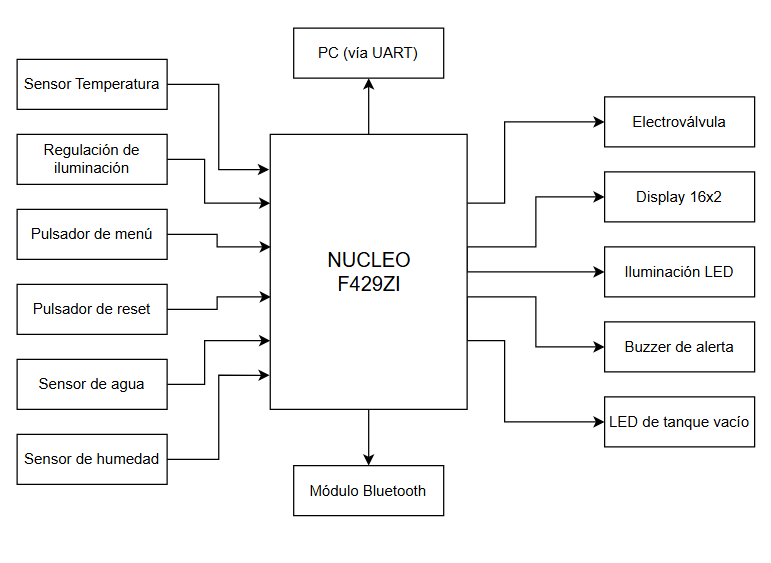 PC (vía UART)
Sensor Temperatura
Regulación de
iluminación
Pulsador de menú
Pulsador de reset
Sensor de agua
Sensor de humedad
NUCLEO
F429ZI
Electroválvula
Display 16x2
Iluminación LED
Buzzer de alerta
LED de tanque vacío
Módulo Bluetooth